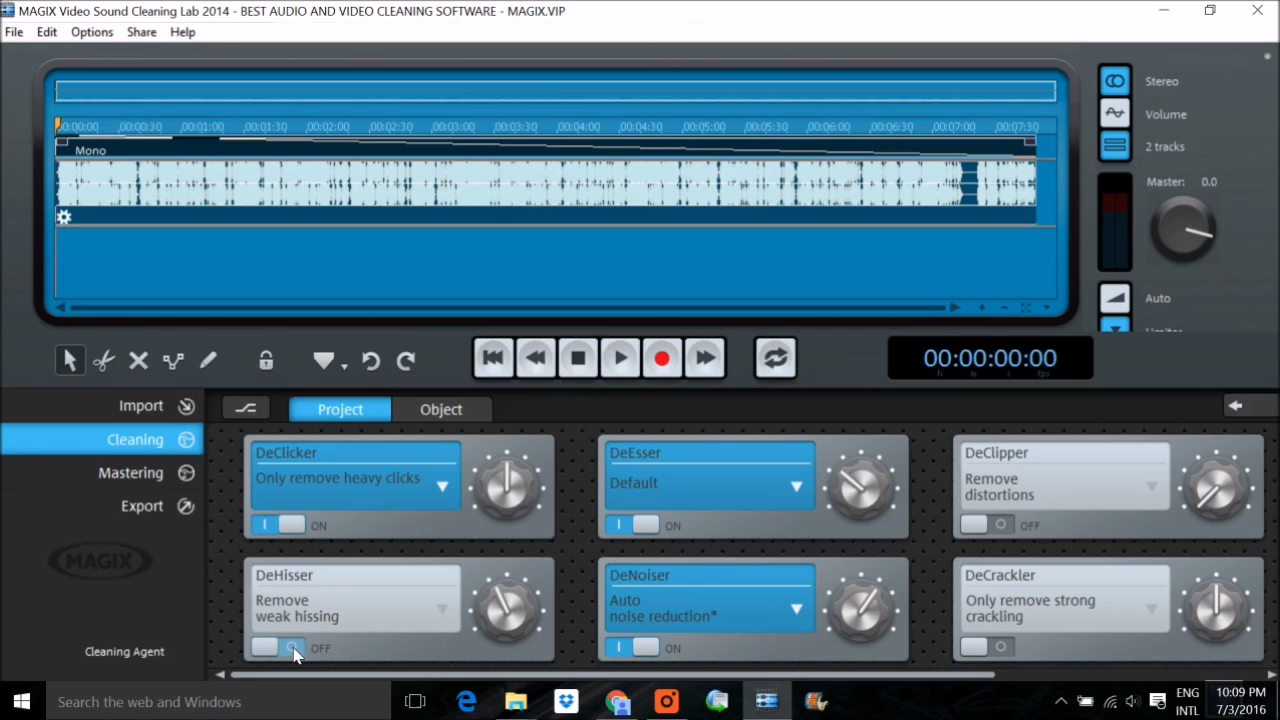 MAGIX Video Sound Cleaning Lab 2014 - BEST AUDIO AND VIDEO CLEANING SOFTWARE - MAGIX.VIP
File Edit Options Share Help
00:00:00 00:00:30 00:01:00 00:01:30 00:02:00 00:02:30 00:03:00 00:03:30 00:04:00 00:04:30 00:05:00 00:05:30 00:06:00 00:06:30 00:07:00 00:07:30
Mono
Stereo
Volume
2 tracks
Master: 0.0
Auto
Limiter
00:00:00:00
h m s fps
Import
Cleaning
Mastering
Export
MAGIX
Cleaning Agent
Project Object
DeClicker
Only remove heavy clicks
ON
DeEsser
Default
ON
DeClipper
Remove
distortions
OFF
DeHisser
Remove
weak hissing
OFF
DeNoiser
Auto
noise reduction*
ON
DeCrackler
Only remove strong
crackling
OFF
Search the web and Windows
ENG
INTL
10:09 PM
7/3/2016